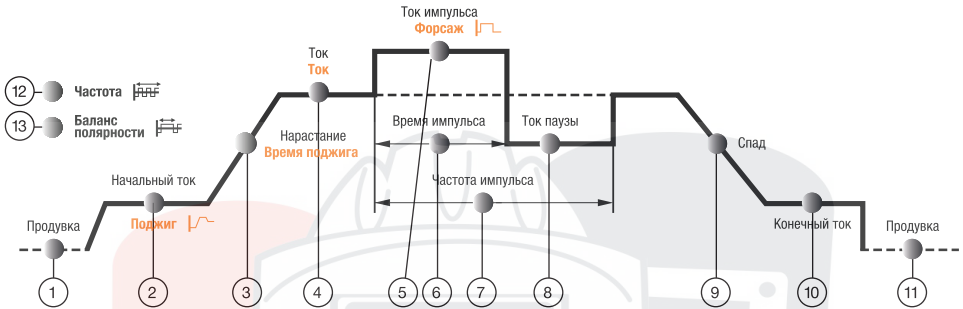 Ток импульса
Форсаж
Ток
Ток
12 Частота
13 Баланс
полярности
Нарастание
Время поджига
Время импульса
Ток паузы
Спад
Начальный ток
Частота импульса
Продувка
Поджиг
Конечный ток
Продувка
1 2 3 4 5 6 7 8 9 10 11